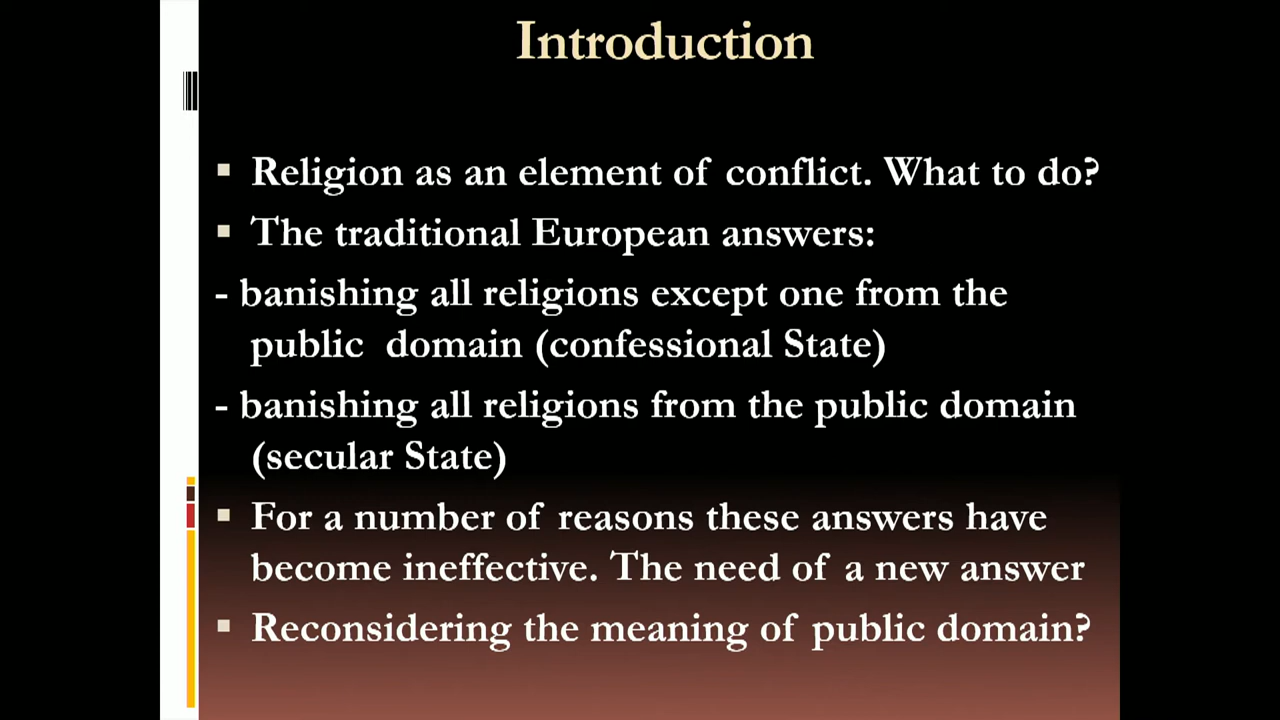 Introduction
▪ Religion as an element of conflict. What to do?
▪ The traditional European answers:
- banishing all religions except one from the
public domain (confessional State)
- banishing all religions from the public domain
(secular State)
▪ For a number of reasons these answers have
become ineffective. The need of a new answer
▪ Reconsidering the meaning of public domain?